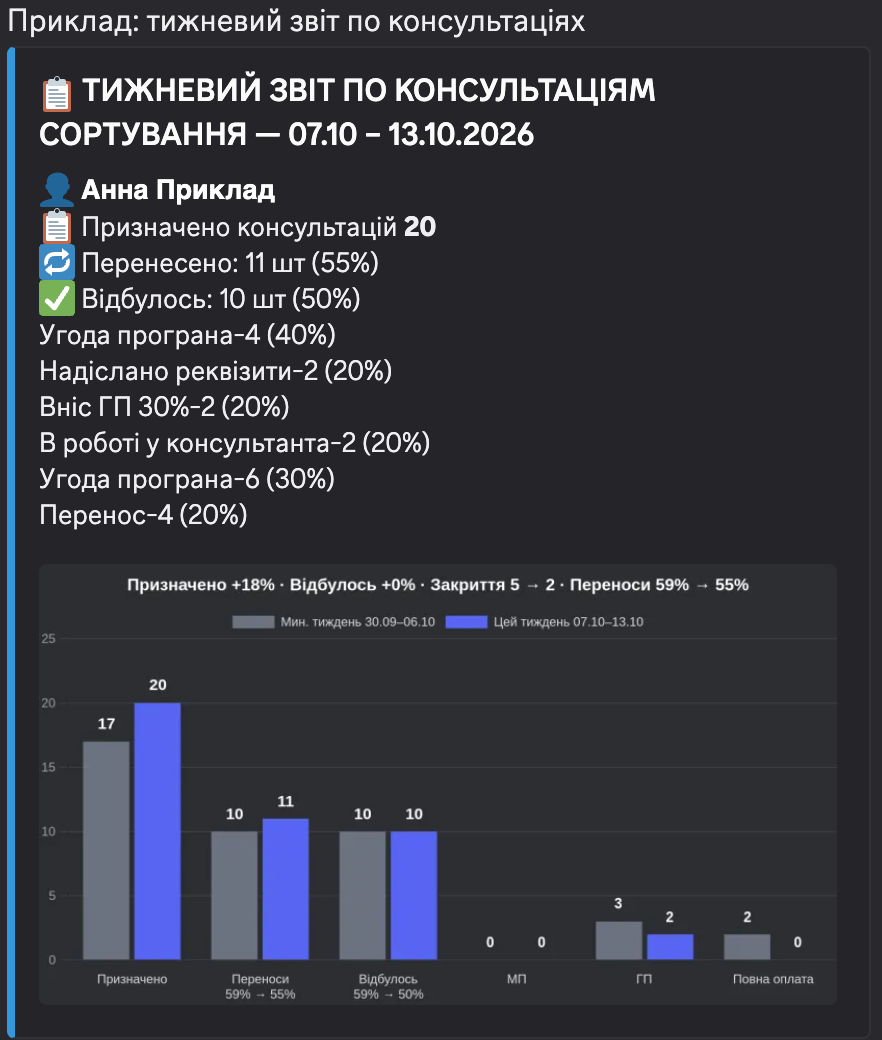 Приклад: тижневий звіт по консультаціях
📋 ТИЖНЕВИЙ ЗВІТ ПО КОНСУЛЬТАЦІЯМ
СОРТУВАННЯ — 07.10 – 13.10.2026
👤 Анна Приклад
📋 Призначено консультацій 20
🔁 Перенесено: 11 шт (55%)
✅ Відбулось: 10 шт (50%)
Угода програна-4 (40%)
Надіслано реквізити-2 (20%)
Вніс ГП 30%-2 (20%)
В роботі у консультанта-2 (20%)
Угода програна-6 (30%)
Перенос-4 (20%)
Призначено +18% · Відбулось +0% · Закриття 5 → 2 · Переноси 59% → 55%
Мин. тиждень 30.09–06.10 Цей тиждень 07.10–13.10
25
20
15
10
5
0
17 20
10 11
10 10
0 0
3 2
2 0
Призначено
Переноси
59% → 55%
Відбулось
59% → 50%
МП
ГП
Повна оплата